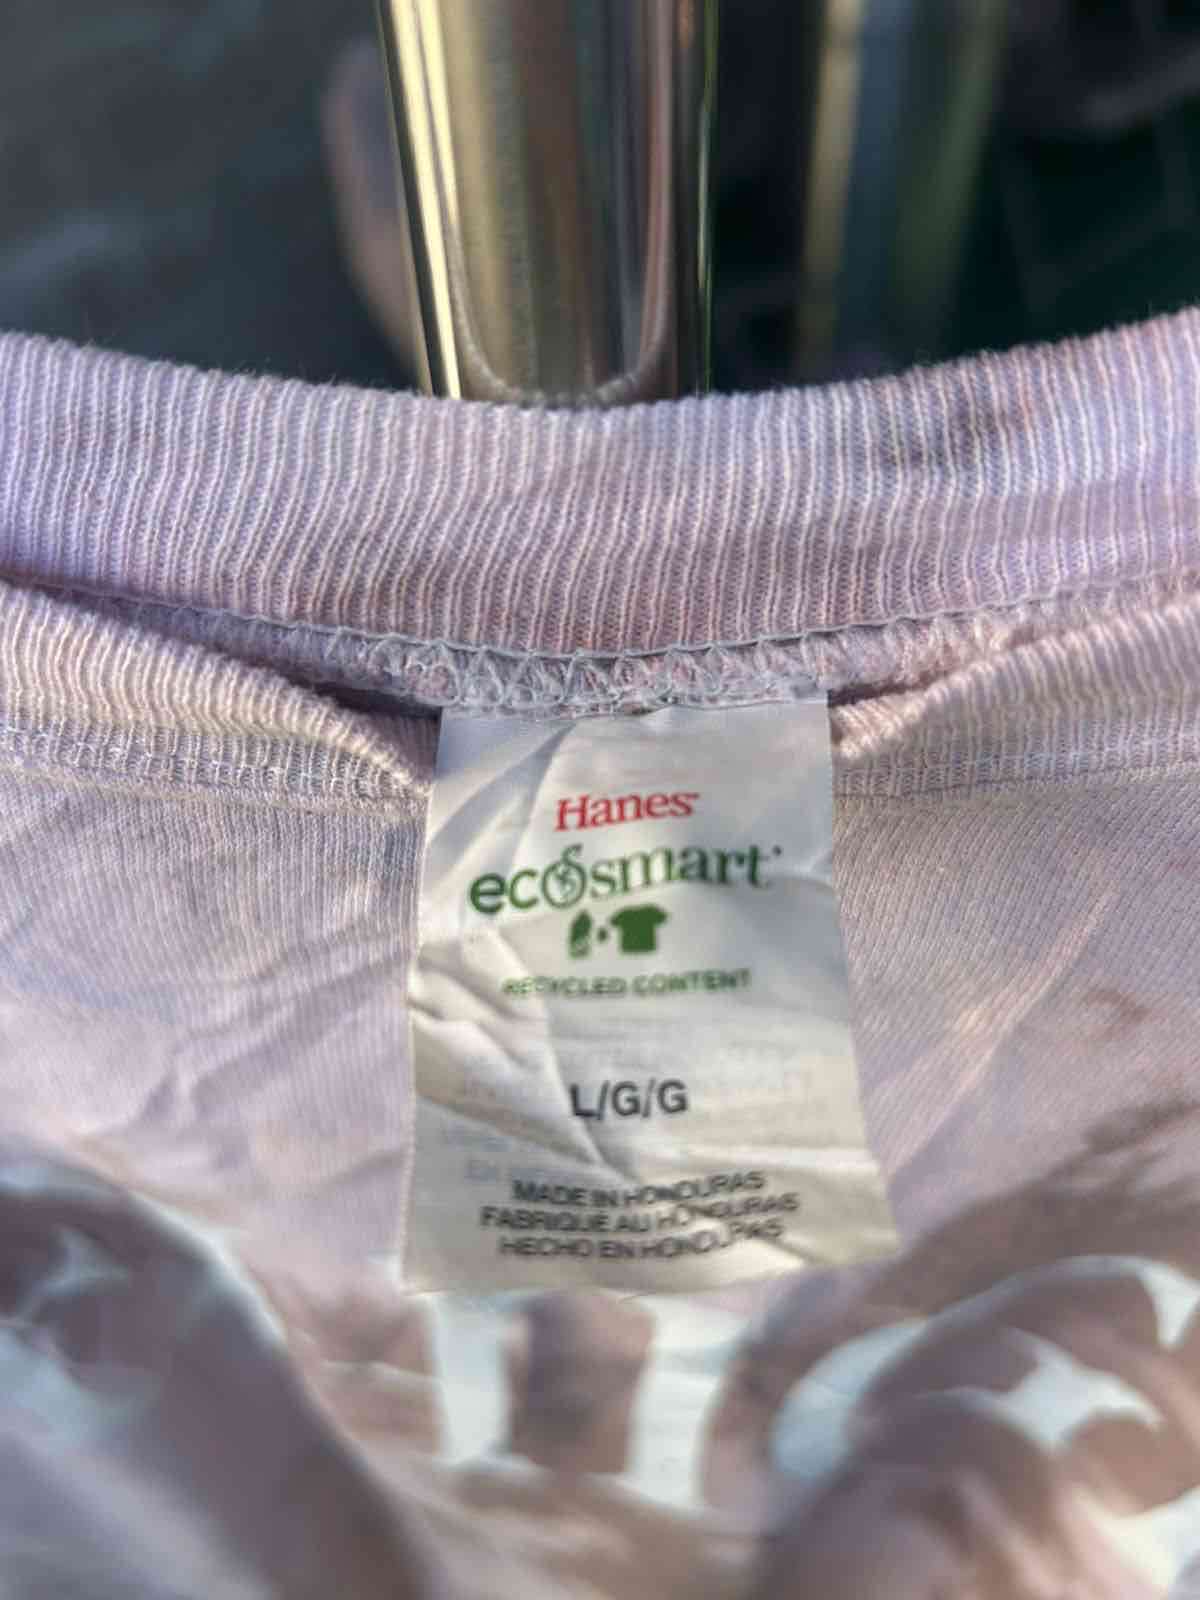 Hanes
ecosmart
RECYCLED CONTENT
L/G/G
MADE IN HONDURAS
FABRIQUÉ AU HONDURAS
HECHO EN HONDURAS